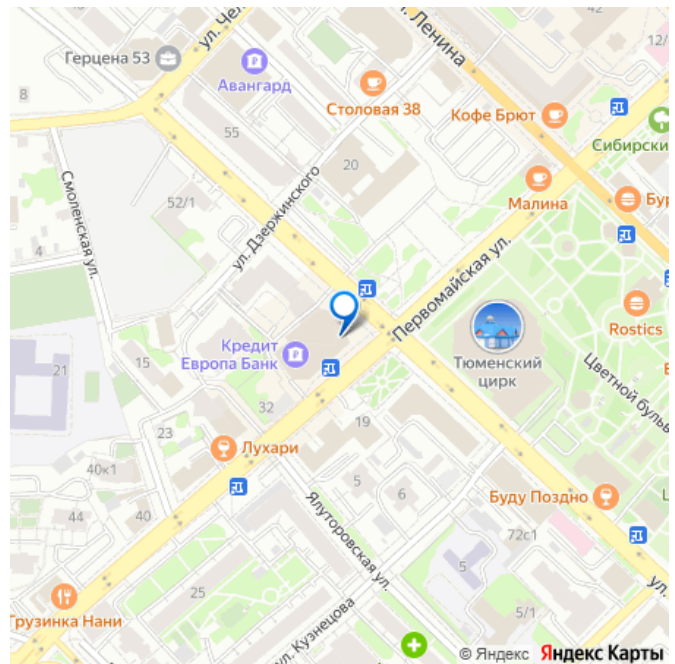 42
ул. Че
л. Ленина
12/
Герцена 53
Авангард
8
Столовая 38
Кофе Брют
55
Сибирски
20
Смоленская ул.
52/1
ул. Дзержинского
Малина
Бур
4
Первомайская ул.
Rostics
Кредит
Европа Банк
Тюменский
цирк
15
21
Цветной бульва
32
23
19
Лухари
40к1
5
6
Буду Поздно
44
40
Ялуторовская ул.
72с1
5
25
ул.
Грузинка Нани
ул. Кузнецова
5/1
© Яндекс Яндекс Карты